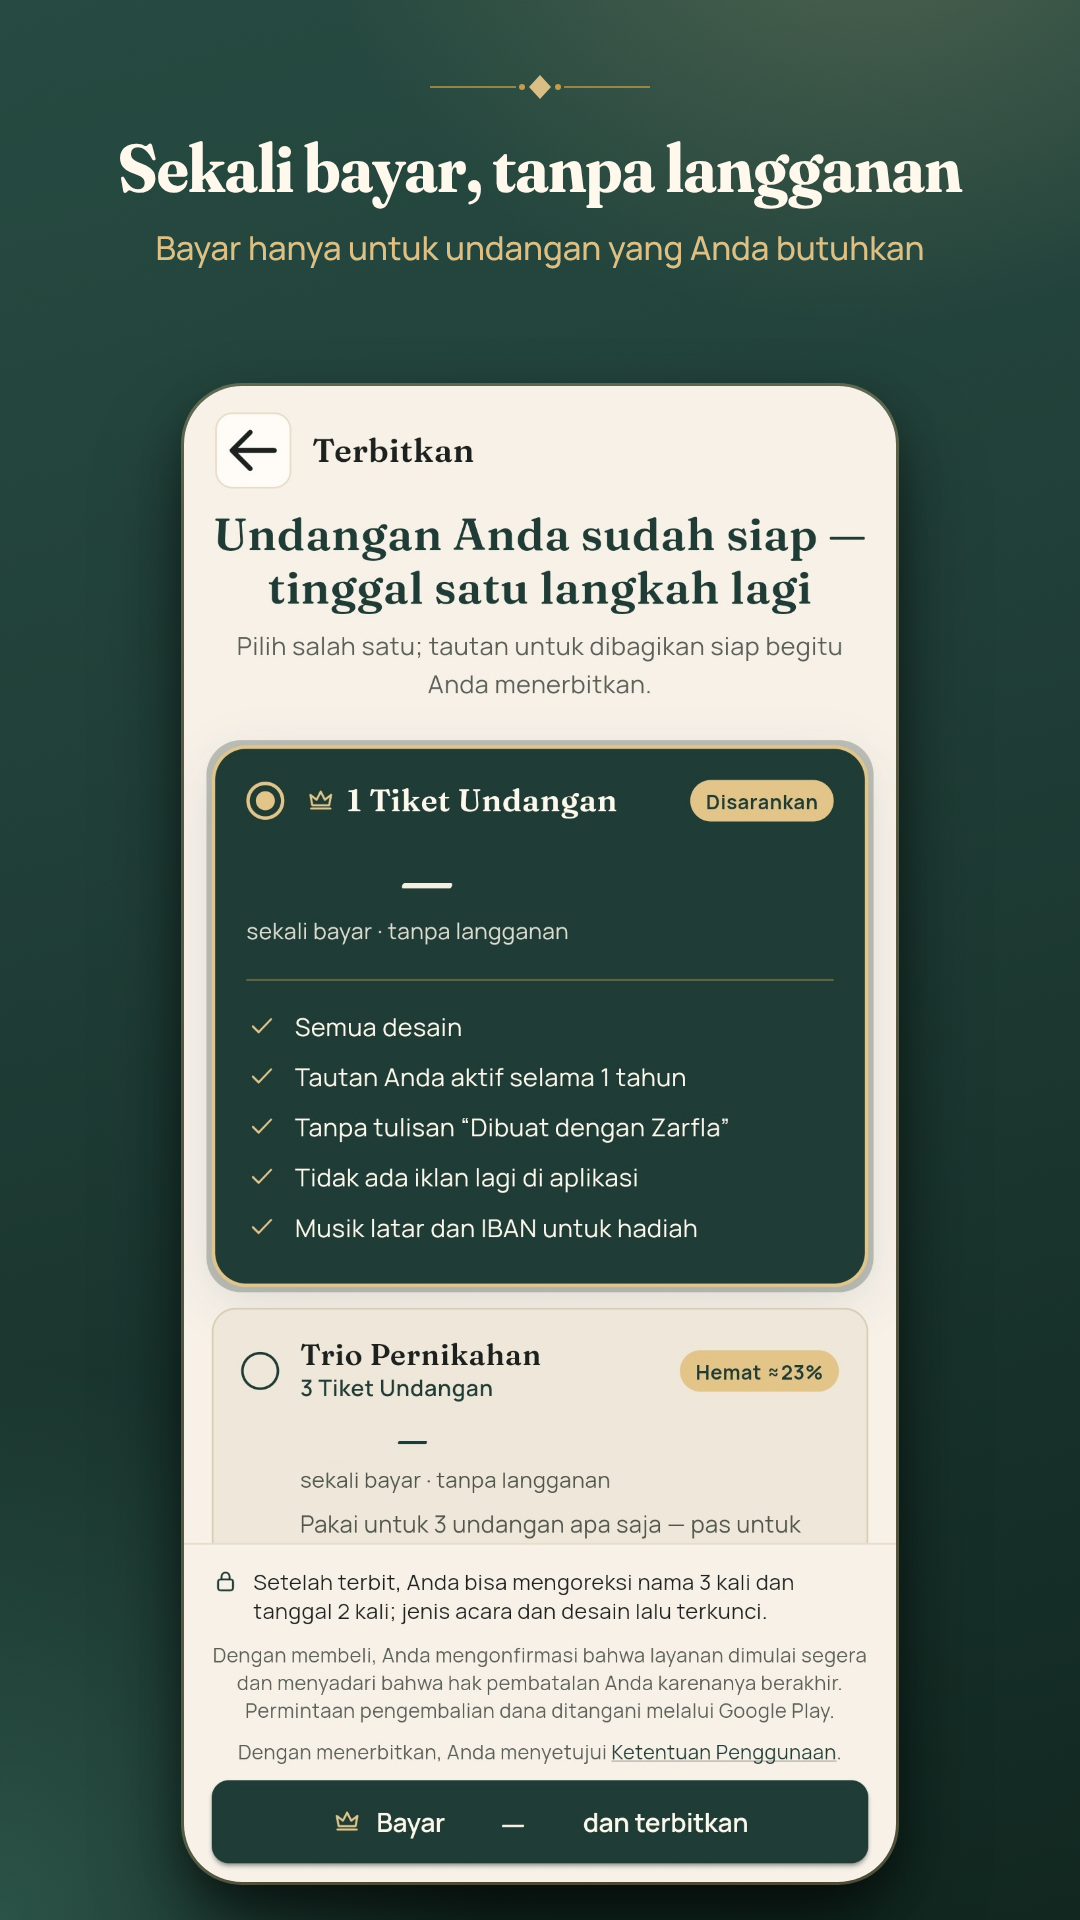 Sekali bayar, tanpa langganan
Bayar hanya untuk undangan yang Anda butuhkan
Terbitkan
Undangan Anda sudah siap —
tinggal satu langkah lagi
Pilih salah satu; tautan untuk dibagikan siap begitu
Anda menerbitkan.
1 Tiket Undangan
Disarankan
—
sekali bayar · tanpa langganan
Semua desain
Tautan Anda aktif selama 1 tahun
Tanpa tulisan “Dibuat dengan Zarfla”
Tidak ada iklan lagi di aplikasi
Musik latar dan IBAN untuk hadiah
Trio Pernikahan
3 Tiket Undangan
Hemat ≈23%
—
sekali bayar · tanpa langganan
Pakai untuk 3 undangan apa saja — pas untuk
Setelah terbit, Anda bisa mengoreksi nama 3 kali dan
tanggal 2 kali; jenis acara dan desain lalu terkunci.
Dengan membeli, Anda mengonfirmasi bahwa layanan dimulai segera
dan menyadari bahwa hak pembatalan Anda karenanya berakhir.
Permintaan pengembalian dana ditangani melalui Google Play.
Dengan menerbitkan, Anda menyetujui Ketentuan Penggunaan.
Bayar — dan terbitkan